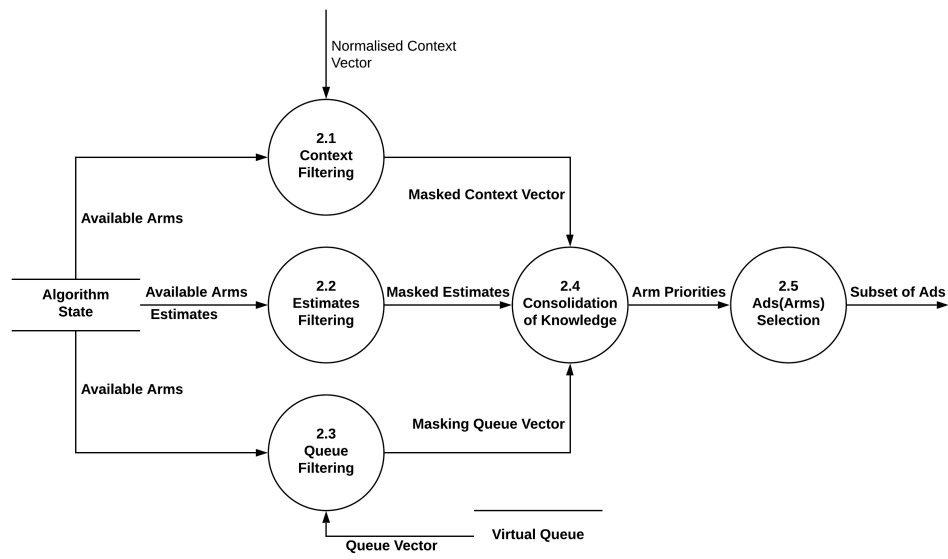 Normalised Context
Vector
2.1
Context
Filtering
Masked Context Vector
Available Arms
Algorithm
State
Available Arms
Estimates
2.2
Estimates
Filtering
Masked Estimates
2.4
Consolidation
of Knowledge
Arm Priorities
2.5
Ads(Arms)
Selection
Subset of Ads
Available Arms
2.3
Queue
Filtering
Masking Queue Vector
Virtual Queue
Queue Vector